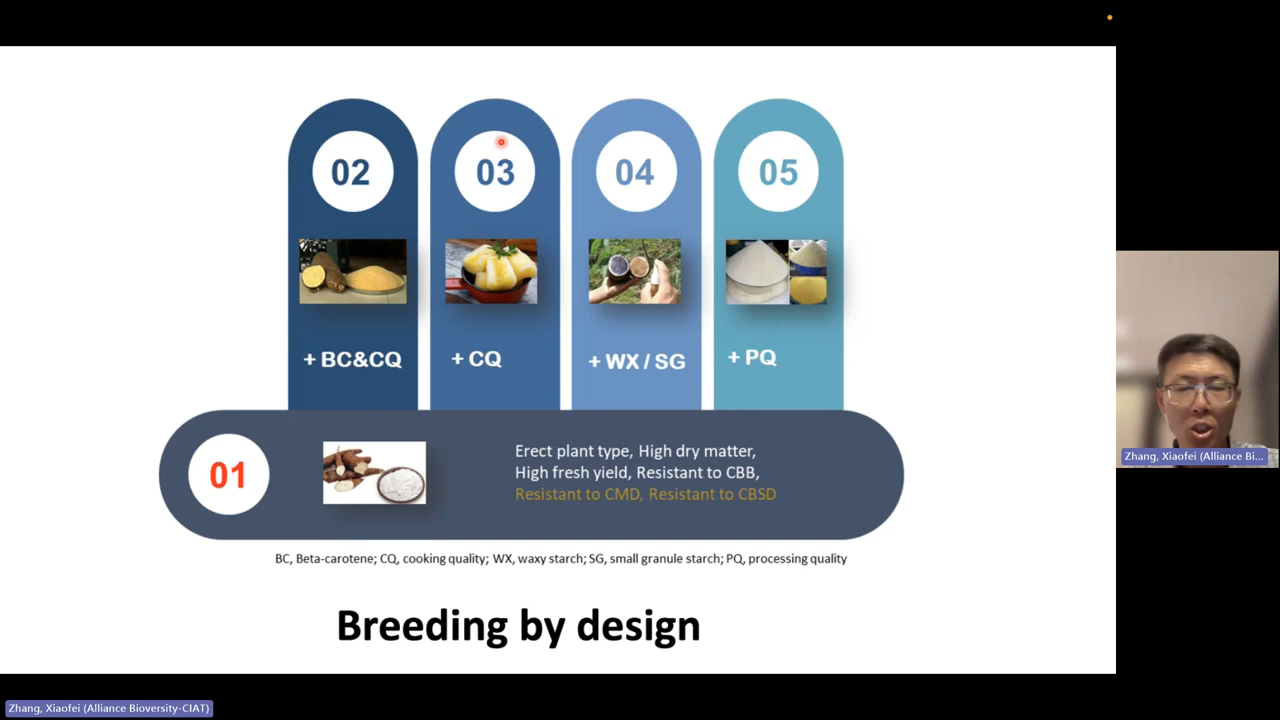 02
03
04
05
+ BC&CQ
+ CQ
+ WX / SG
+ PQ
01
Erect plant type, High dry matter,
High fresh yield, Resistant to CBB,
Resistant to CMD, Resistant to CBSD
BC, Beta-carotene; CQ, cooking quality; WX, waxy starch; SG, small granule starch; PQ, processing quality
Breeding by design
Zhang, Xiaofei (Alliance Bi...
Zhang, Xiaofei (Alliance Bioversity-CIAT)